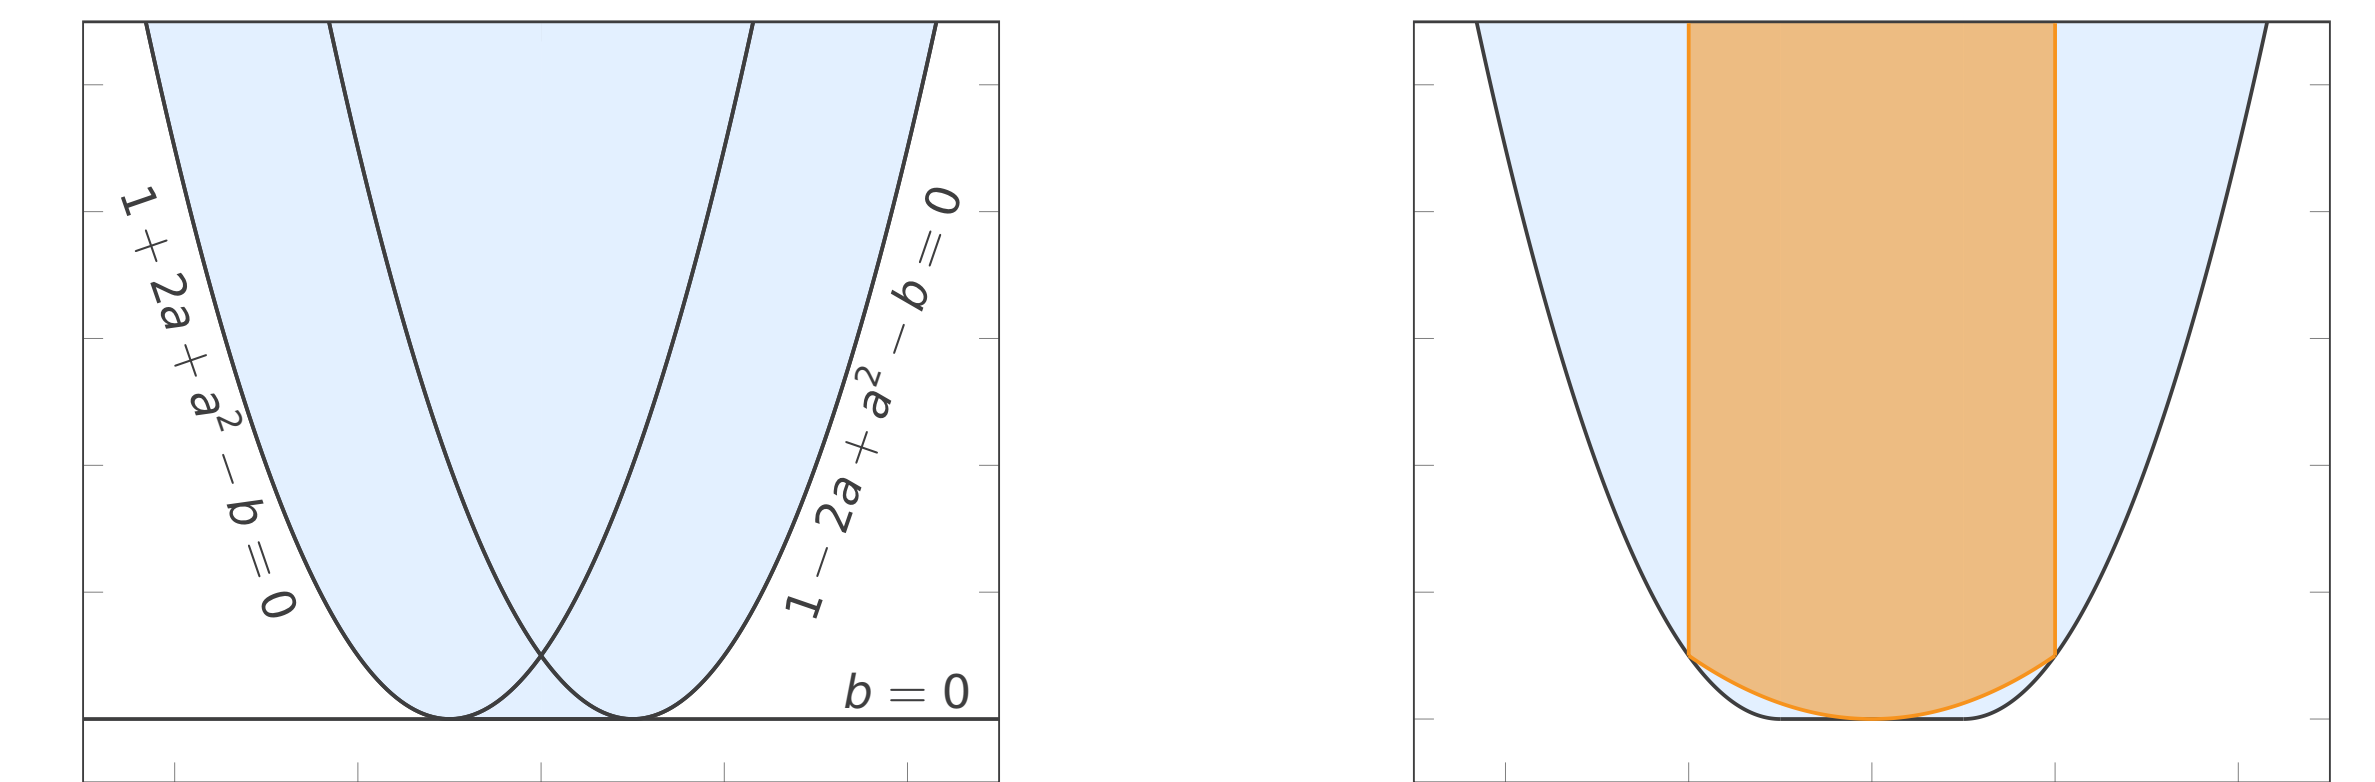 1 + 2a + a² − b = 0
1 − 2a + a² − b = 0
b = 0